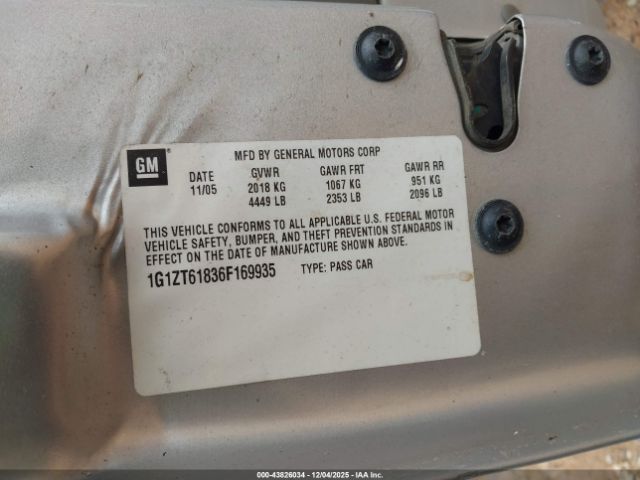 GM
MFD BY GENERAL MOTORS CORP
DATE GVWR GAWR FRT GAWR RR
11/05 2018 KG 1067 KG 951 KG
4449 LB 2353 LB 2096 LB
THIS VEHICLE CONFORMS TO ALL APPLICABLE U.S. FEDERAL MOTOR
VEHICLE SAFETY, BUMPER, AND THEFT PREVENTION STANDARDS IN
EFFECT ON THE DATE OF MANUFACTURE SHOWN ABOVE.
1G1ZT61836F169935 TYPE: PASS CAR
000-43826034 - 12/04/2025 - IAA Inc.